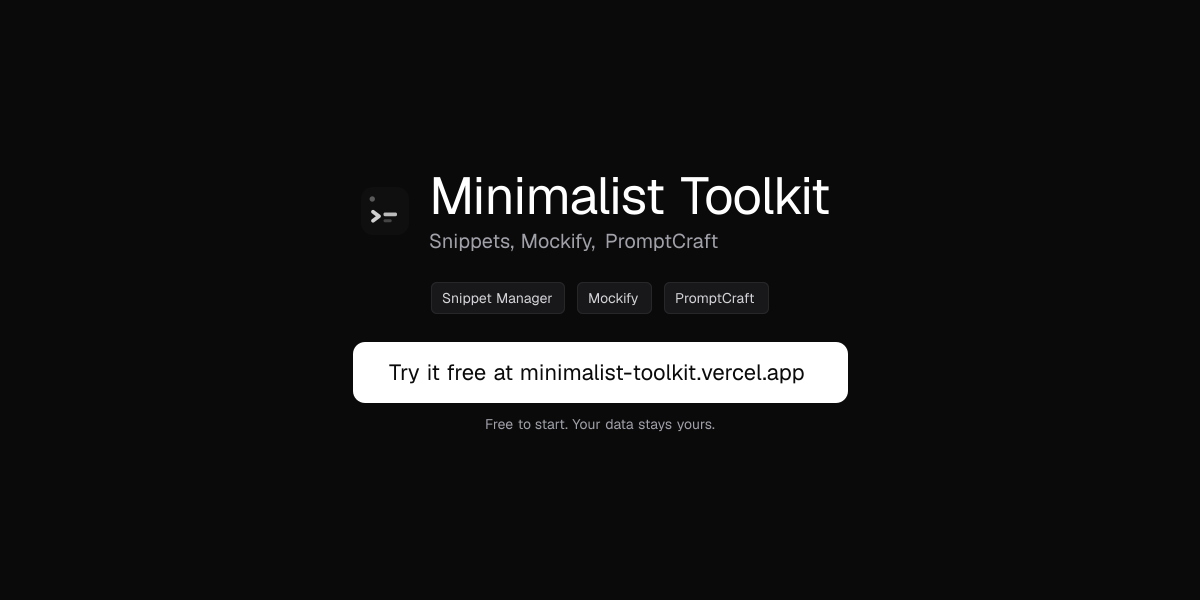 Minimalist Toolkit
Snippets, Mockify, PromptCraft
Snippet Manager Mockify PromptCraft
Try it free at minimalist-toolkit.vercel.app
Free to start. Your data stays yours.